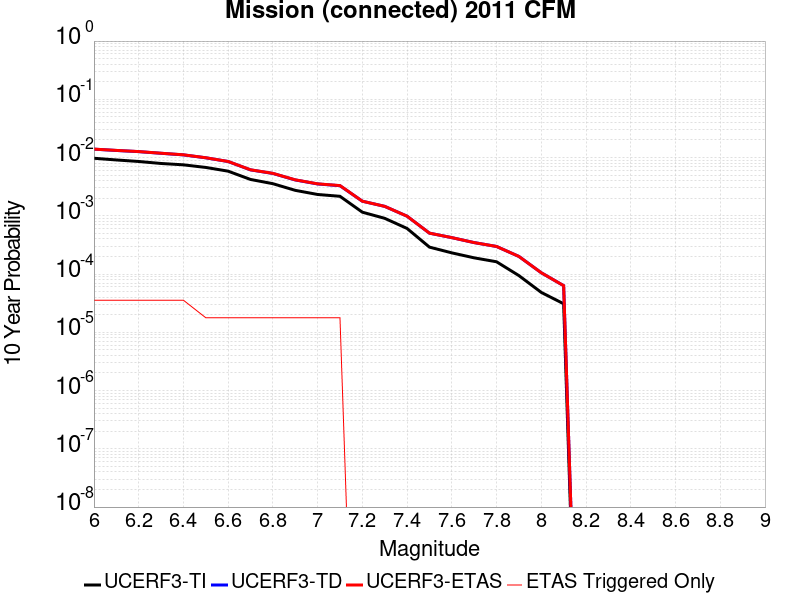 Mission (connected) 2011 CFM
10 Year Probability
10^0
10^-1
10^-2
10^-3
10^-4
10^-5
10^-6
10^-7
10^-8
6 6.2 6.4 6.6 6.8 7 7.2 7.4 7.6 7.8 8 8.2 8.4 8.6 8.8 9
Magnitude
UCERF3-TI UCERF3-TD UCERF3-ETAS ETAS Triggered Only